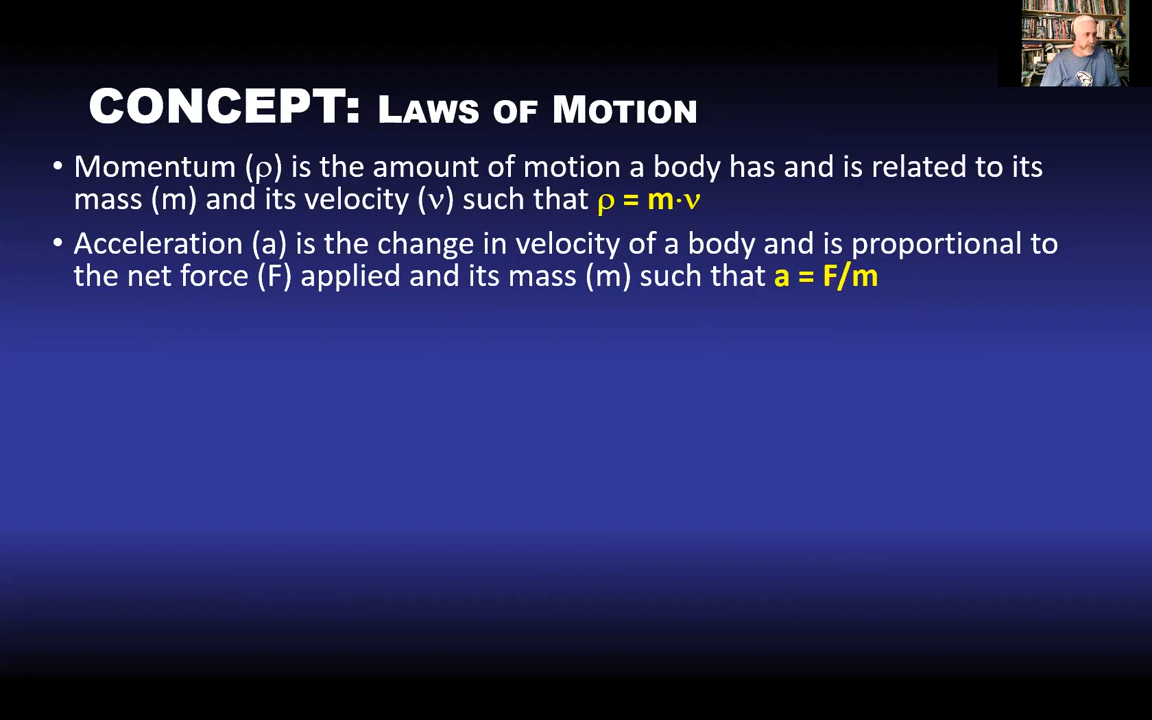 CONCEPT: LAWS OF MOTION
• Momentum (ρ) is the amount of motion a body has and is related to its
mass (m) and its velocity (ν) such that ρ = m·ν
• Acceleration (a) is the change in velocity of a body and is proportional to
the net force (F) applied and its mass (m) such that a = F/m